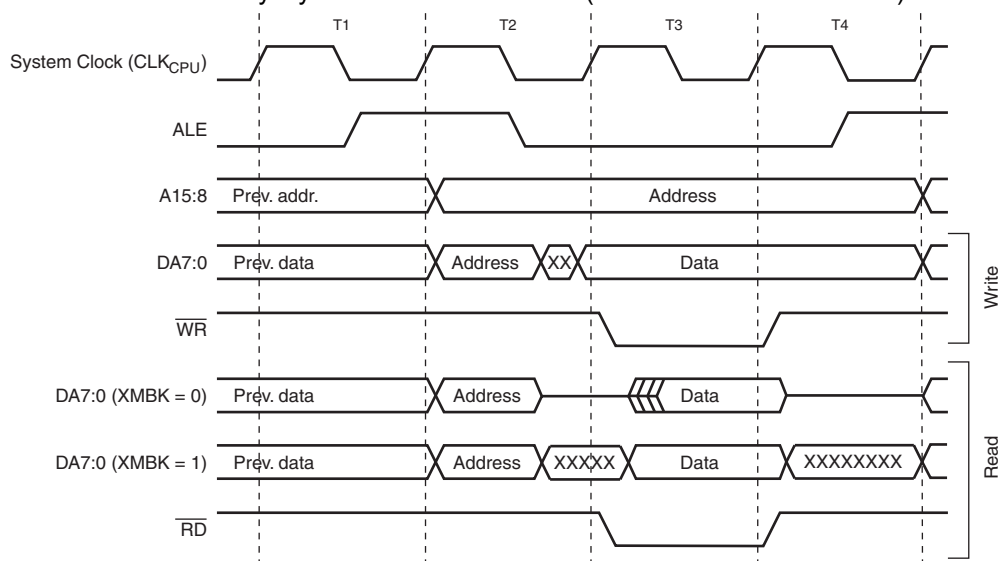 T1 T2 T3 T4
System Clock (CLKCPU)
ALE
A15:8 Prev. addr. Address
DA7:0 Prev. data Address XX Data
WR
Write
DA7:0 (XMBK = 0) Prev. data Address Data
DA7:0 (XMBK = 1) Prev. data Address XXXXX Data XXXXXXXX
RD
Read